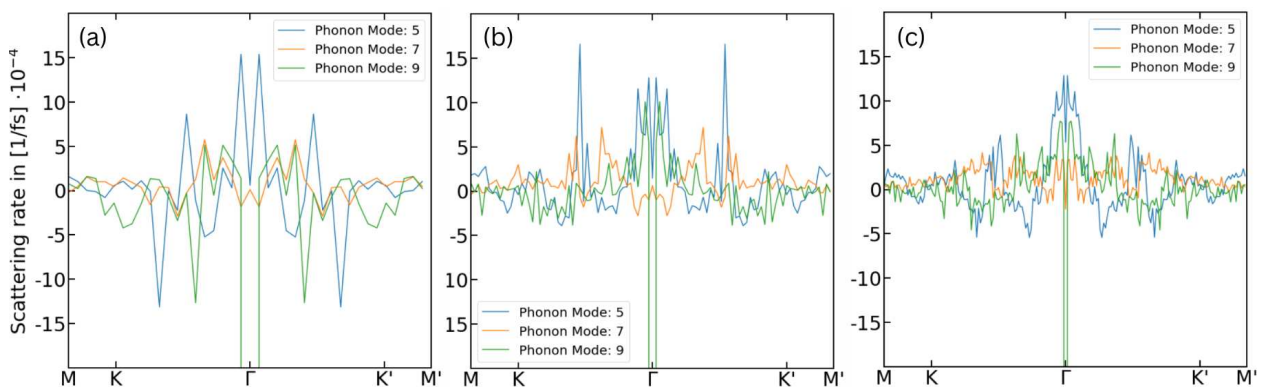 Scattering rate in [1/fs] ·10⁻⁴
(a)
Phonon Mode: 5
Phonon Mode: 7
Phonon Mode: 9
15
10
5
0
-5
-10
-15
M K Γ K' M'
(b)
15
10
5
0
-5
10
15
Phonon Mode: 5
Phonon Mode: 7
Phonon Mode: 9
M K Γ K' M'
(c)
Phonon Mode: 5
Phonon Mode: 7
Phonon Mode: 9
15
10
5
0
-5
-10
-15
M K Γ K' M'